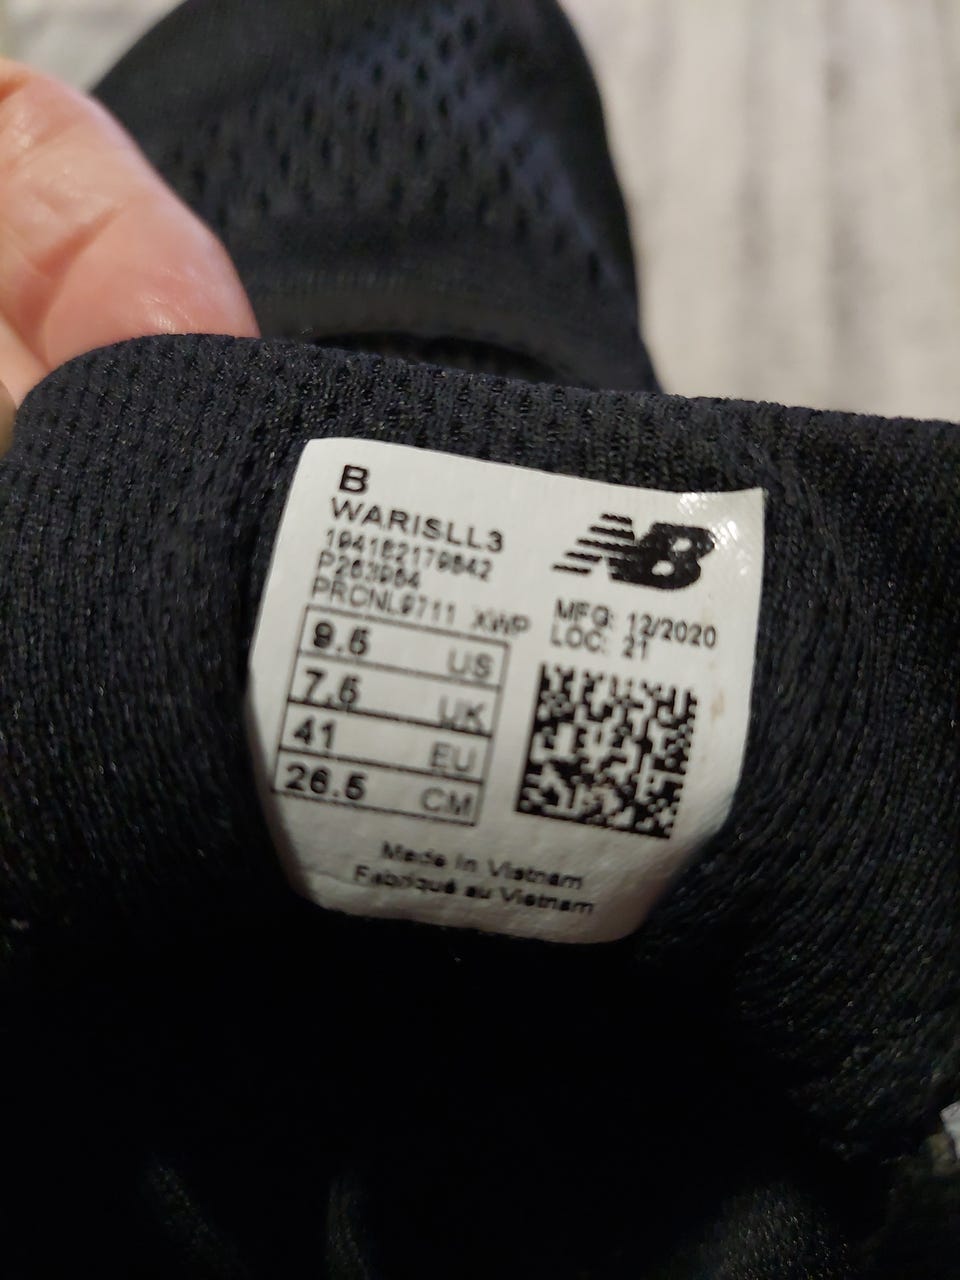 B
WARISLL3
194182179842
P263964
PRCNL9711 XWP
9.5 US
7.5 UK
41 EU
26.5 CM
NB
MFG: 12/2020
LOC: 21
Made in Vietnam
Fabriqué au Vietnam